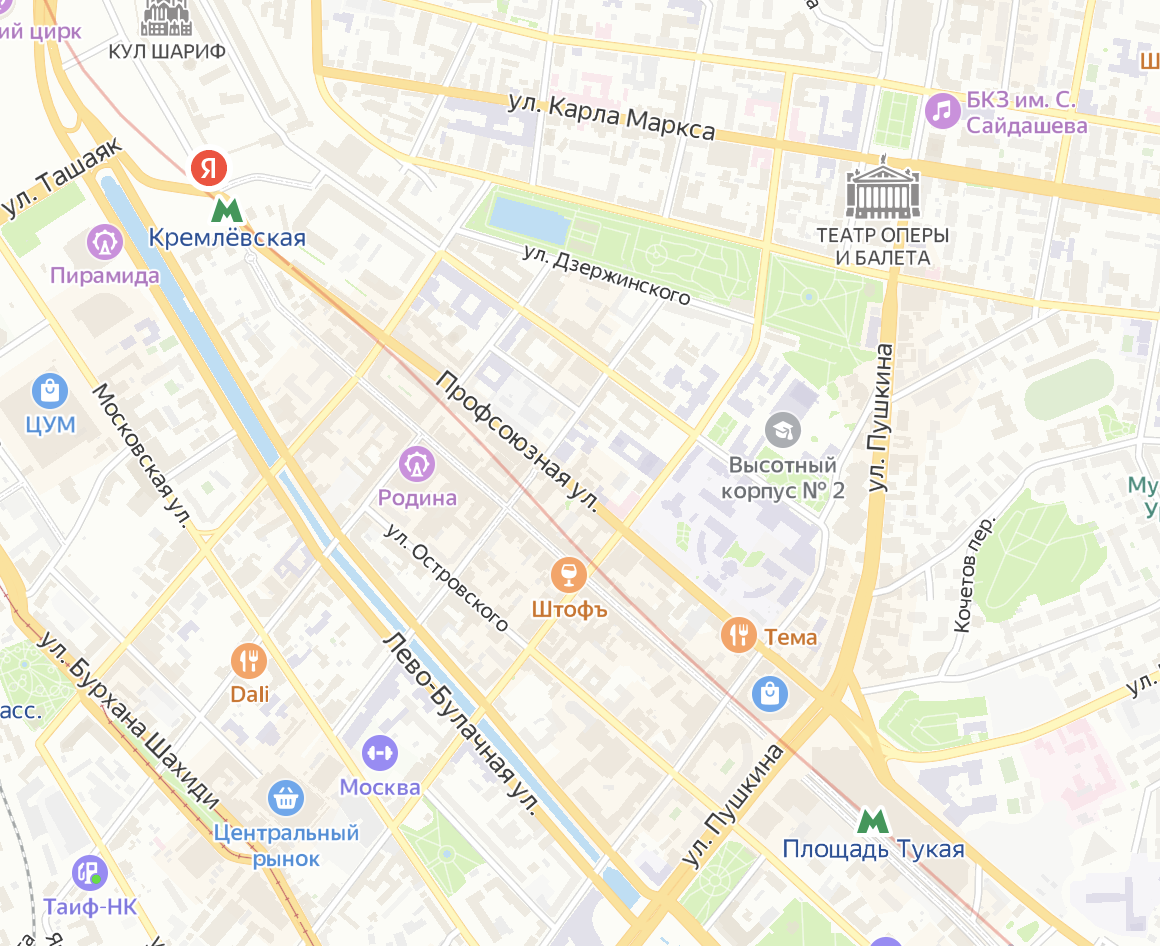 ий цирк
КУЛ ШАРИФ
ул. Карла Маркса
БКЗ им. С.
Сайдашева
Я
ул. Ташаяк
М
Кремлёвская
ТЕАТР ОПЕРЫ
И БАЛЕТА
Пирамида
ул. Дзержинского
ул. Пушкина
ЦУМ
Московская ул.
Профсоюзная ул.
Высотный
корпус № 2
Родина
Му
У
Кочетов пер.
ул. Островского
Штофъ
Тема
ул. Бурхана Шахиди
Dali
Лево-Булачная ул.
асс.
ул.
Москва
ул. Пушкина
М
Площадь Тукая
Центральный
рынок
Таиф-НК